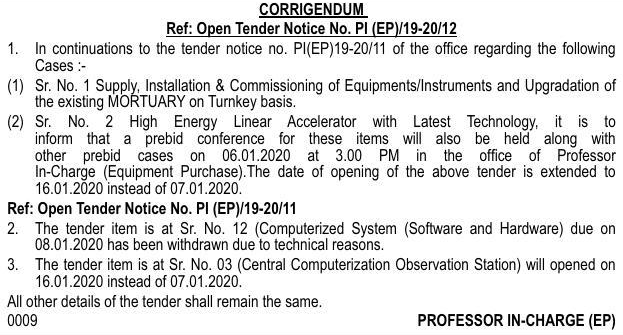 CORRIGENDUM
Ref: Open Tender Notice No. PI (EP)/19-20/12
1. In continuations to the tender notice no. PI(EP)19-20/11 of the office regarding the following
Cases :-
(1) Sr. No. 1 Supply, Installation & Commissioning of Equipments/Instruments and Upgradation of
the existing MORTUARY on Turnkey basis.
(2) Sr. No. 2 High Energy Linear Accelerator with Latest Technology, it is to
inform that a prebid conference for these items will also be held along with
other prebid cases on 06.01.2020 at 3.00 PM in the office of Professor
In-Charge (Equipment Purchase).The date of opening of the above tender is extended to
16.01.2020 instead of 07.01.2020.
Ref: Open Tender Notice No. PI (EP)/19-20/11
2. The tender item is at Sr. No. 12 (Computerized System (Software and Hardware) due on
08.01.2020 has been withdrawn due to technical reasons.
3. The tender item is at Sr. No. 03 (Central Computerization Observation Station) will opened on
16.01.2020 instead of 07.01.2020.
All other details of the tender shall remain the same.
0009 PROFESSOR IN-CHARGE (EP)